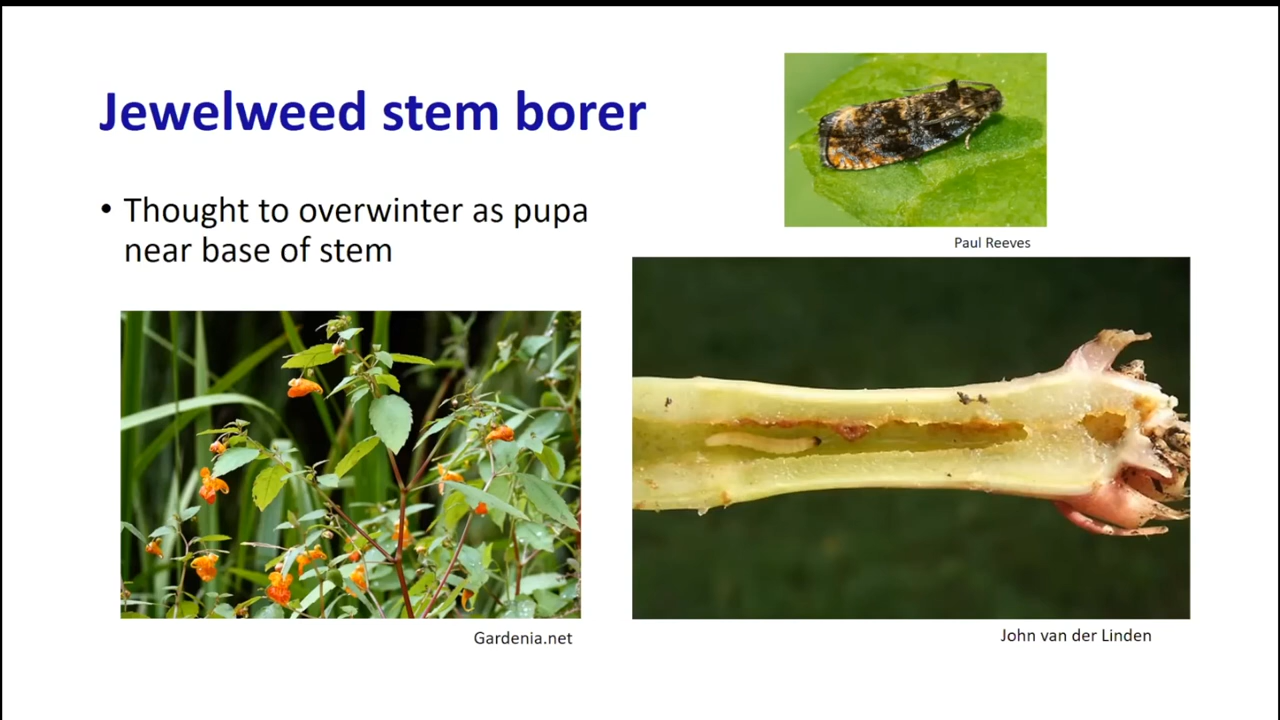 Jewelweed stem borer
• Thought to overwinter as pupa
near base of stem
Paul Reeves
Gardenia.net
John van der Linden